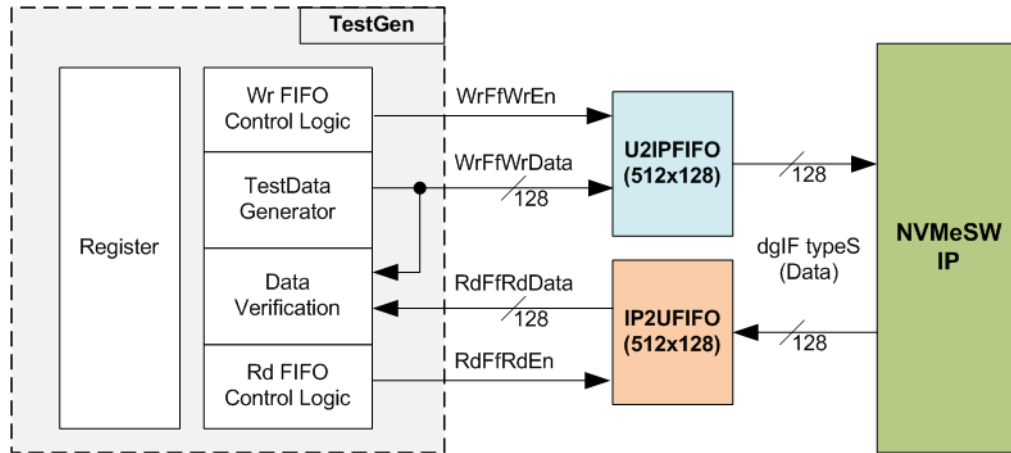 TestGen
Register
Wr FIFO
Control Logic
TestData
Generator
Data
Verification
Rd FIFO
Control Logic
WrFfWrEn
WrFfWrData
128
RdFfRdData
128
RdFfRdEn
U2IPFIFO
(512x128)
IP2UFIFO
(512x128)
128
dgIF typeS
(Data)
128
NVMeSW
IP